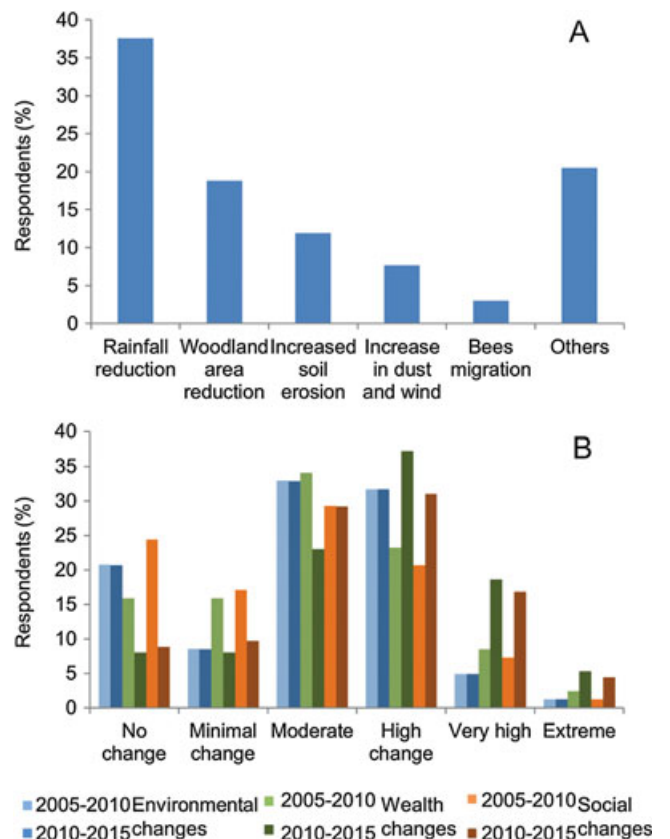 A
Respondents (%)
40
35
30
25
20
15
10
5
0
Rainfall reduction
Woodland area reduction
Increased soil erosion
Increase in dust and wind
Bees migration
Others
B
Respondents (%)
40
35
30
25
20
15
10
5
0
No change
Minimal change
Moderate
High change
Very high
Extreme
2005-2010 Environmental 2005-2010 Wealth 2005-2010 Social
2010-2015 changes 2010-2015 changes 2010-2015 changes